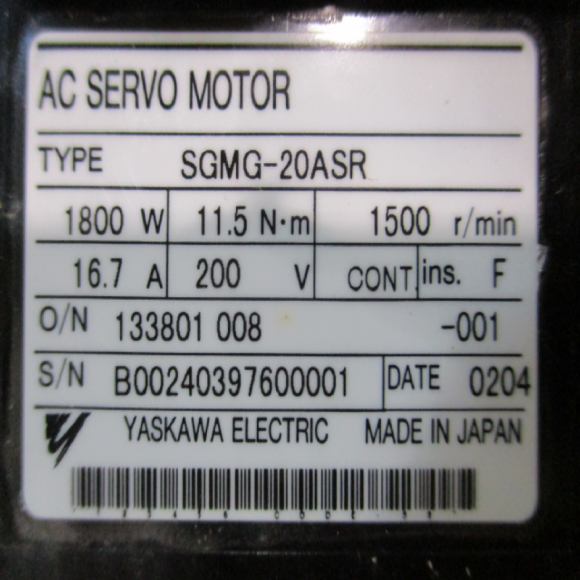 AC SERVO MOTOR
TYPE SGMG-20ASR
1800 W 11.5 N·m 1500 r/min
16.7 A 200 V CONT. ins. F
O/N 133801 008 -001
S/N B00240397600001 DATE 0204
YASKAWA ELECTRIC MADE IN JAPAN